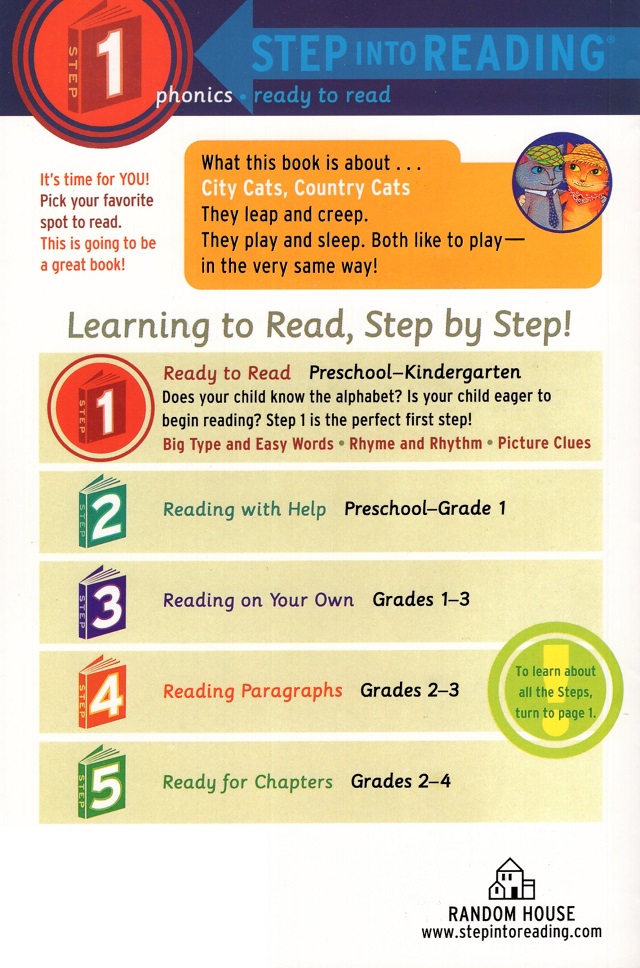 STEP 1
STEP INTO READING®
phonics • ready to read
It's time for YOU!
Pick your favorite
spot to read.
This is going to be
a great book!
What this book is about . . .
City Cats, Country Cats
They leap and creep.
They play and sleep. Both like to play—
in the very same way!
Learning to Read, Step by Step!
STEP 1
Ready to Read Preschool–Kindergarten
Does your child know the alphabet? Is your child eager to
begin reading? Step 1 is the perfect first step!
Big Type and Easy Words • Rhyme and Rhythm • Picture Clues
STEP 2
Reading with Help Preschool–Grade 1
STEP 3
Reading on Your Own Grades 1–3
STEP 4
Reading Paragraphs Grades 2–3
!
To learn about
all the Steps,
turn to page 1.
STEP 5
Ready for Chapters Grades 2–4
RANDOM HOUSE
www.stepintoreading.com